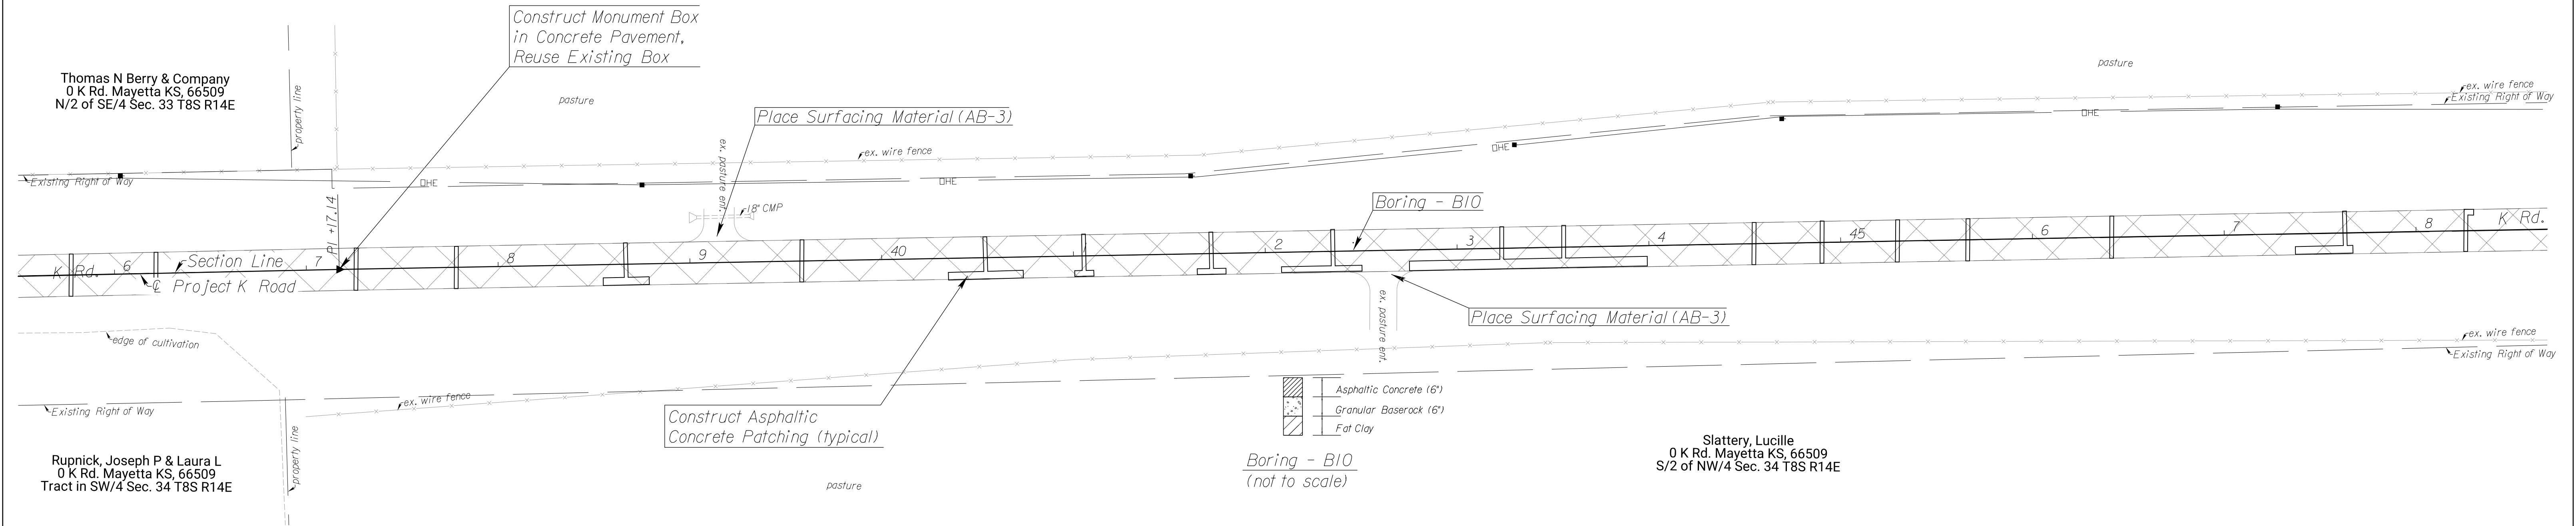 Construct Monument Box
in Concrete Pavement,
Reuse Existing Box
Thomas N Berry & Company
0 K Rd. Mayetta KS, 66509
N/2 of SE/4 Sec. 33 T8S R14E
property line
pasture
pasture
ex. wire fence
Existing Right of Way
Place Surfacing Material (AB-3)
ex. pasture ent.
ex. wire fence
Existing Right of Way
OHE
OHE
OHE
OHE
18" CMP
PI +17.14
Boring - B10
K Rd.
6
Section Line
7
8
9
40
1
2
3
4
45
6
7
8
K Rd.
℄ Project K Road
Place Surfacing Material (AB-3)
ex. pasture ent.
edge of cultivation
ex. wire fence
Existing Right of Way
Existing Right of Way
ex. wire fence
Construct Asphaltic
Concrete Patching (typical)
Asphaltic Concrete (6")
Granular Baserock (6")
Fat Clay
Boring - B10
(not to scale)
property line
Rupnick, Joseph P & Laura L
0 K Rd. Mayetta KS, 66509
Tract in SW/4 Sec. 34 T8S R14E
pasture
Slattery, Lucille
0 K Rd. Mayetta KS, 66509
S/2 of NW/4 Sec. 34 T8S R14E